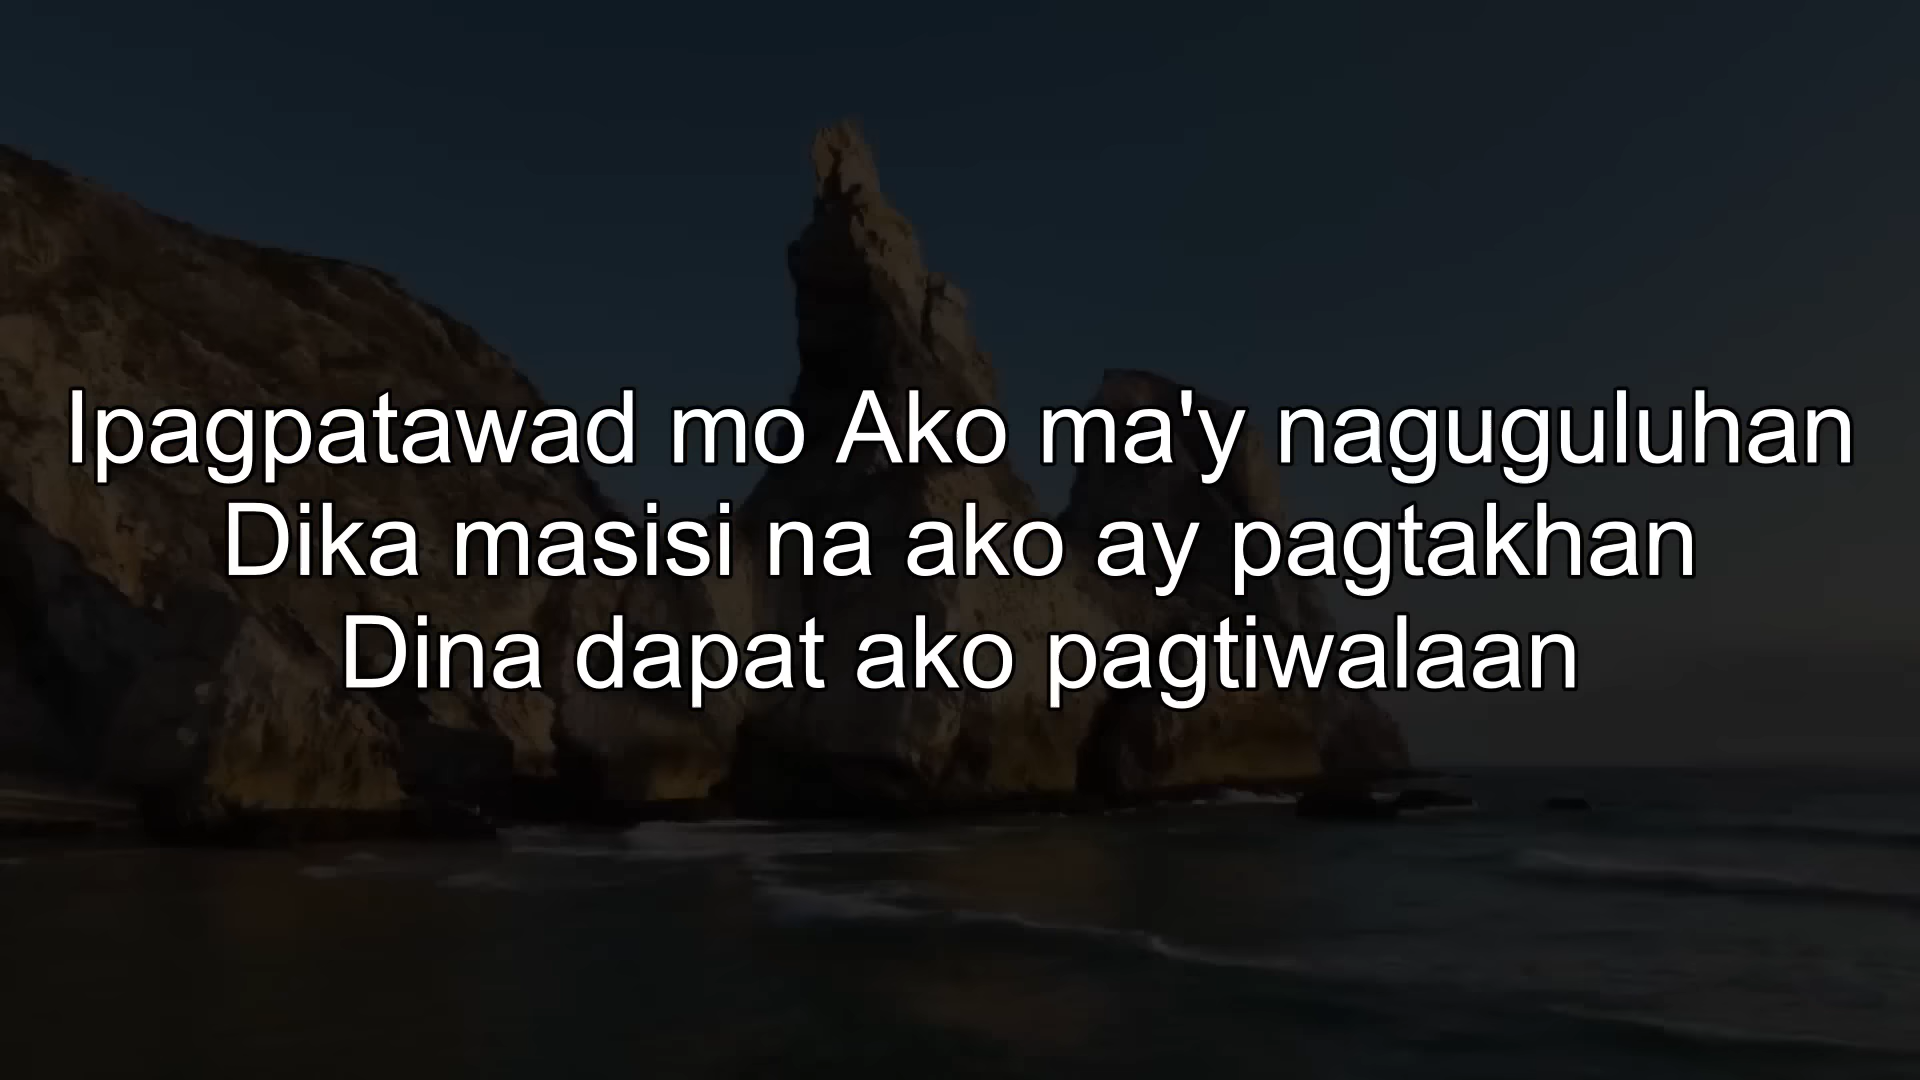 Ipagpatawad mo Ako ma'y naguguluhan
Dika masisi na ako ay pagtakhan
Dina dapat ako pagtiwalaan